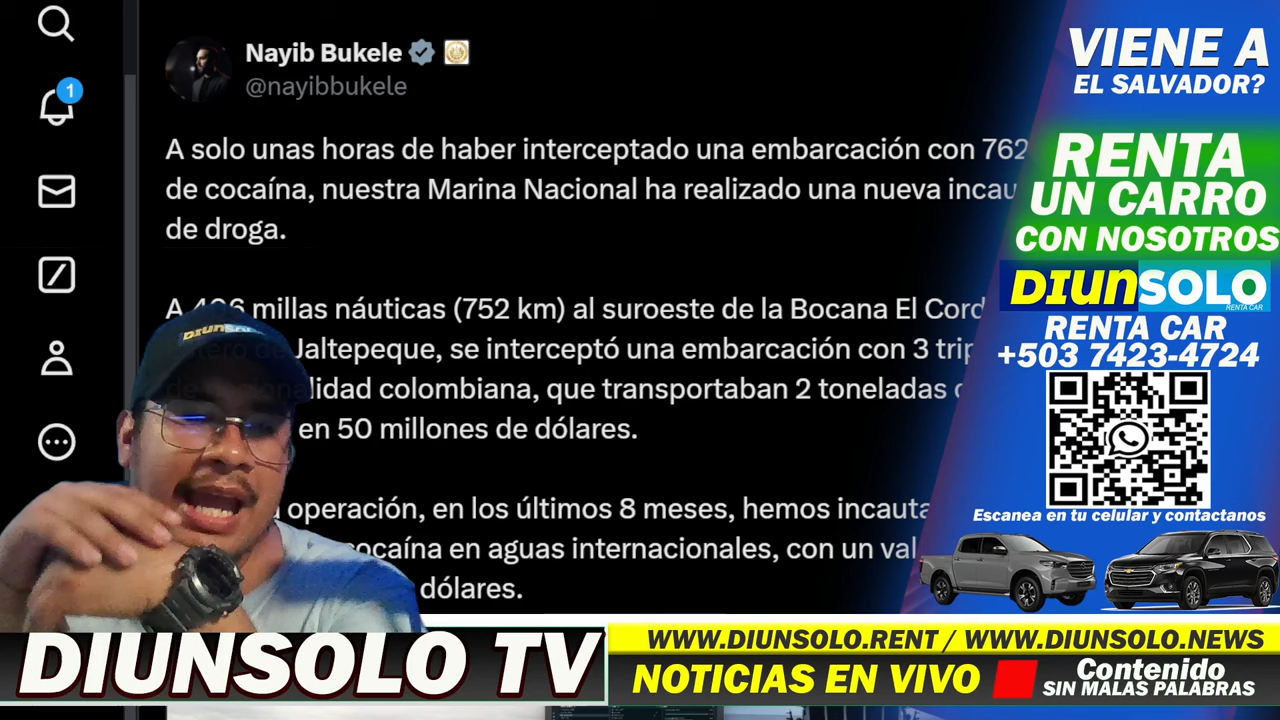 1
Nayib Bukele
@nayibbukele
A solo unas horas de haber interceptado una embarcación con 762
de cocaína, nuestra Marina Nacional ha realizado una nueva incau
de droga.
A 406 millas náuticas (752 km) al suroeste de la Bocana El Cord
de Jaltepeque, se interceptó una embarcación con 3 trip
colombiana, que transportaban 2 toneladas
en 50 millones de dólares.
operación, en los últimos 8 meses, hemos incauta
cocaína en aguas internacionales, con un val
dólares.
VIENE A
EL SALVADOR?
RENTA
UN CARRO
CON NOSOTROS
DIUNSOLO
RENTA CAR
RENTA CAR
+503 7423-4724
Escanea en tu celular y contactanos
DIUNSOLO TV
WWW.DIUNSOLO.RENT / WWW.DIUNSOLO.NEWS
NOTICIAS EN VIVO
Contenido
SIN MALAS PALABRAS